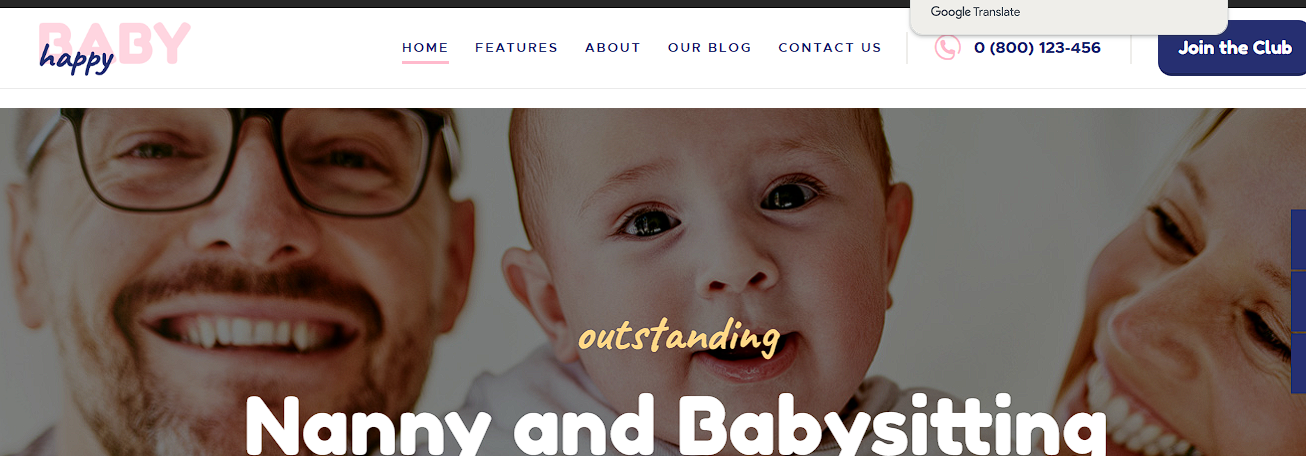 Google Translate
BABY
happy
HOME FEATURES ABOUT OUR BLOG CONTACT US 0 (800) 123-456 Join the Club
outstanding
Nanny and Babysitting